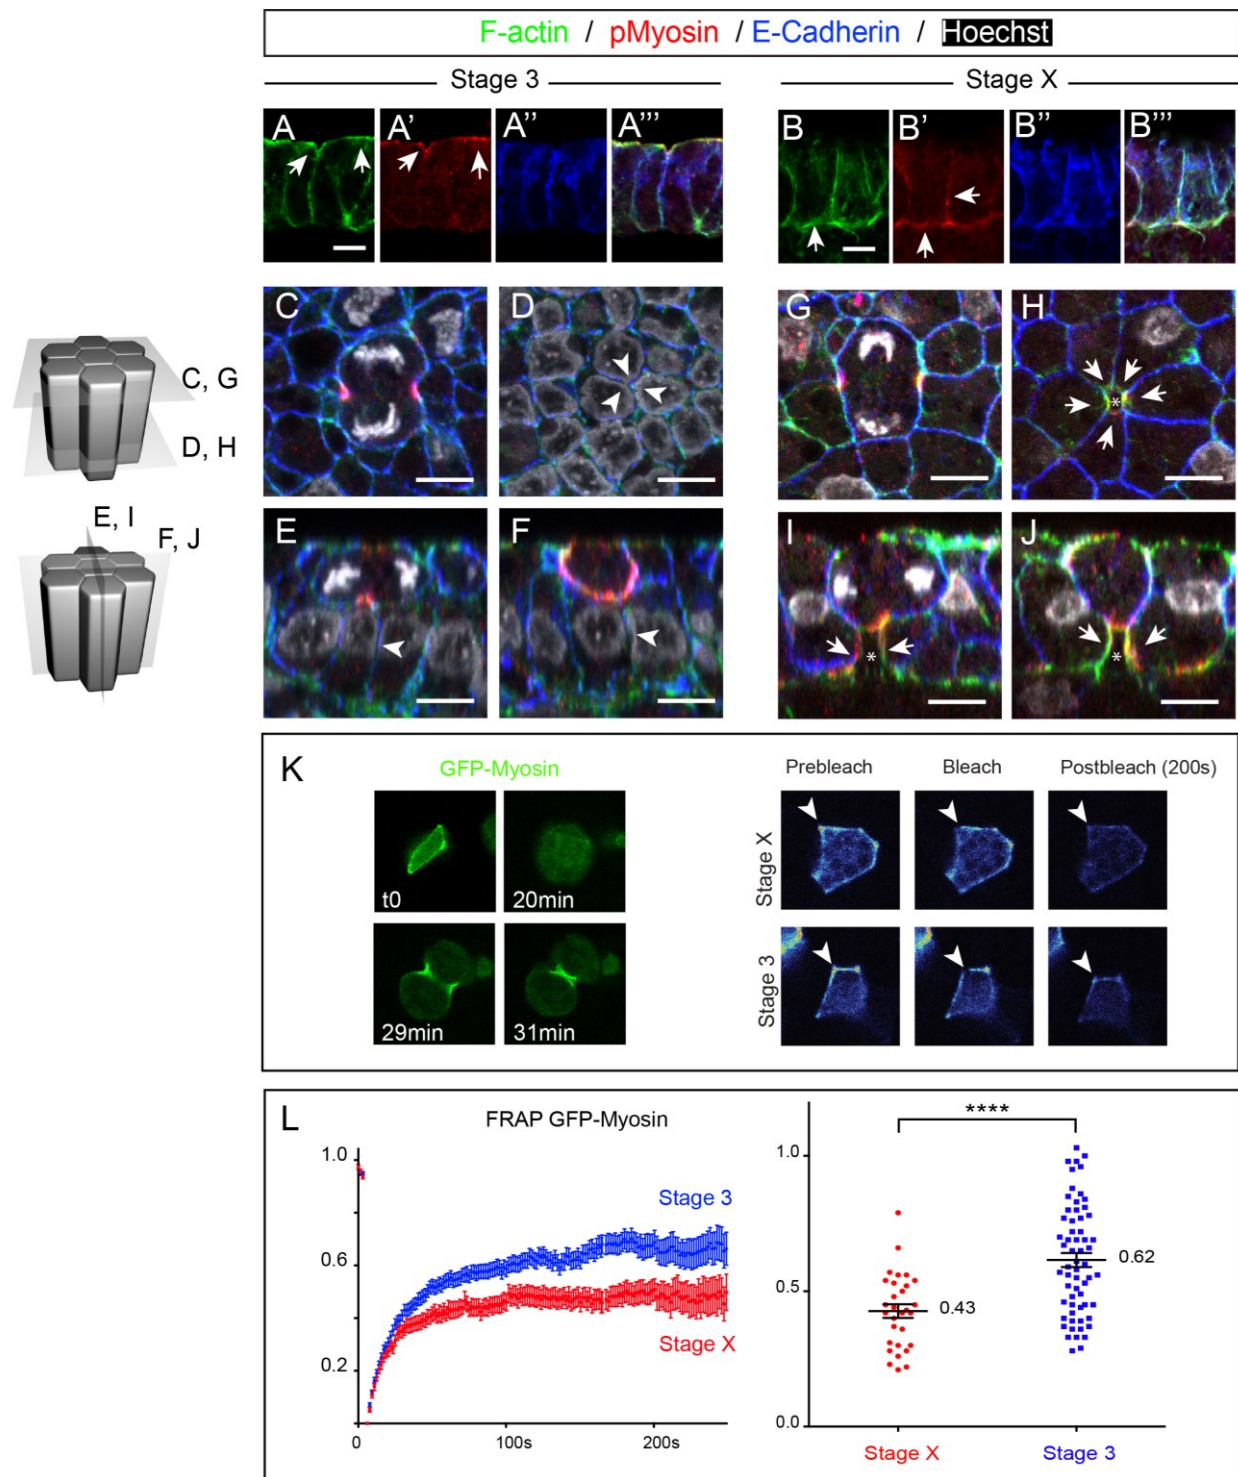 F-actin / pMyosin / E-Cadherin / Hoechst
Stage 3
Stage X
A A' A'' A'''
B B' B'' B'''
C D
G H
C, G
D, H
E, I
F, J
E F
I * J *
*
K
GFP-Myosin
t0 20min
29min 31min
Prebleach Bleach Postbleach (200s)
Stage X
Stage 3
L
FRAP GFP-Myosin
1.0
0.6
0.2
0 100s 200s
Stage 3
Stage X
****
1.0
0.5
0.0
0.43
0.62
Stage X Stage 3